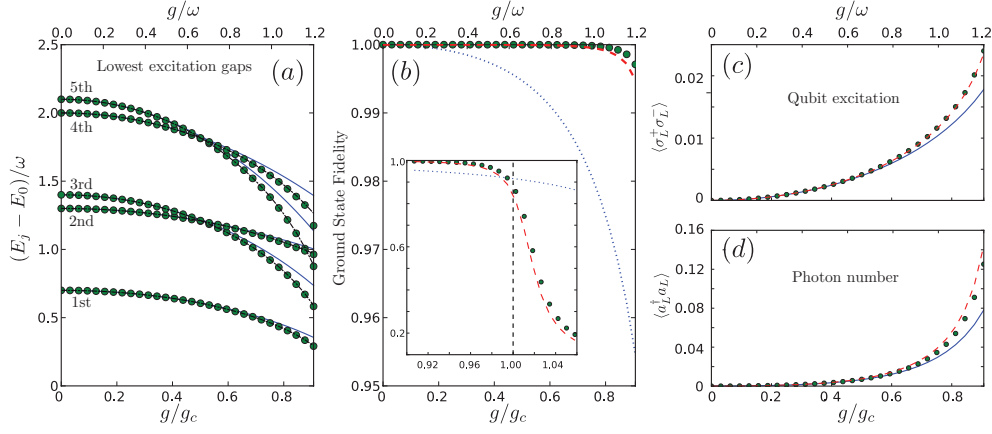 g/ω
0.0 0.2 0.4 0.6 0.8 1.0 1.2
2.5
2.0
1.5
1.0
0.5
0
(E_j − E_0)/ω
Lowest excitation gaps
(a)
5th
4th
3rd
2nd
1st
0 0.2 0.4 0.6 0.8
g/g_c
g/ω
0.0 0.2 0.4 0.6 0.8 1.0 1.2
1.00
0.99
0.98
0.97
0.96
0.95
Ground State Fidelity
(b)
1.0
0.6
0.2
0.92 0.96 1.00 1.04
0.0 0.2 0.4 0.6 0.8
g/g_c
g/ω
0.0 0.2 0.4 0.6 0.8 1.0 1.2
0.02
0.01
0
⟨σ_L^+ σ_L^−⟩
(c)
Qubit excitation
0.16
0.12
0.08
0.04
0
⟨a_L^† a_L⟩
(d)
Photon number
0.0 0.2 0.4 0.6 0.8
g/g_c